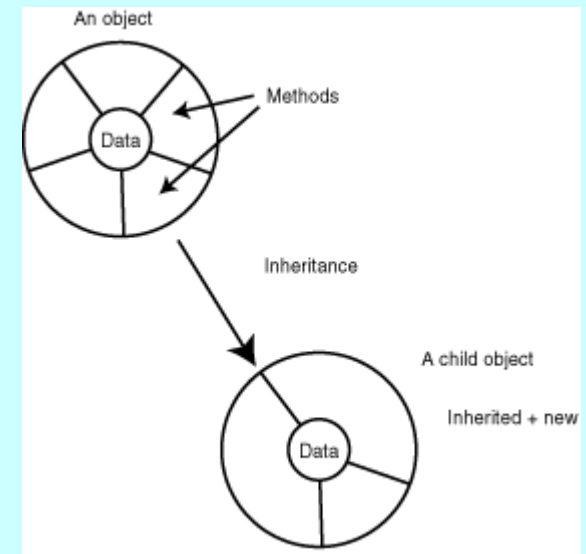 An object
Methods
Data
Inheritance
A child object
Inherited + new
Data